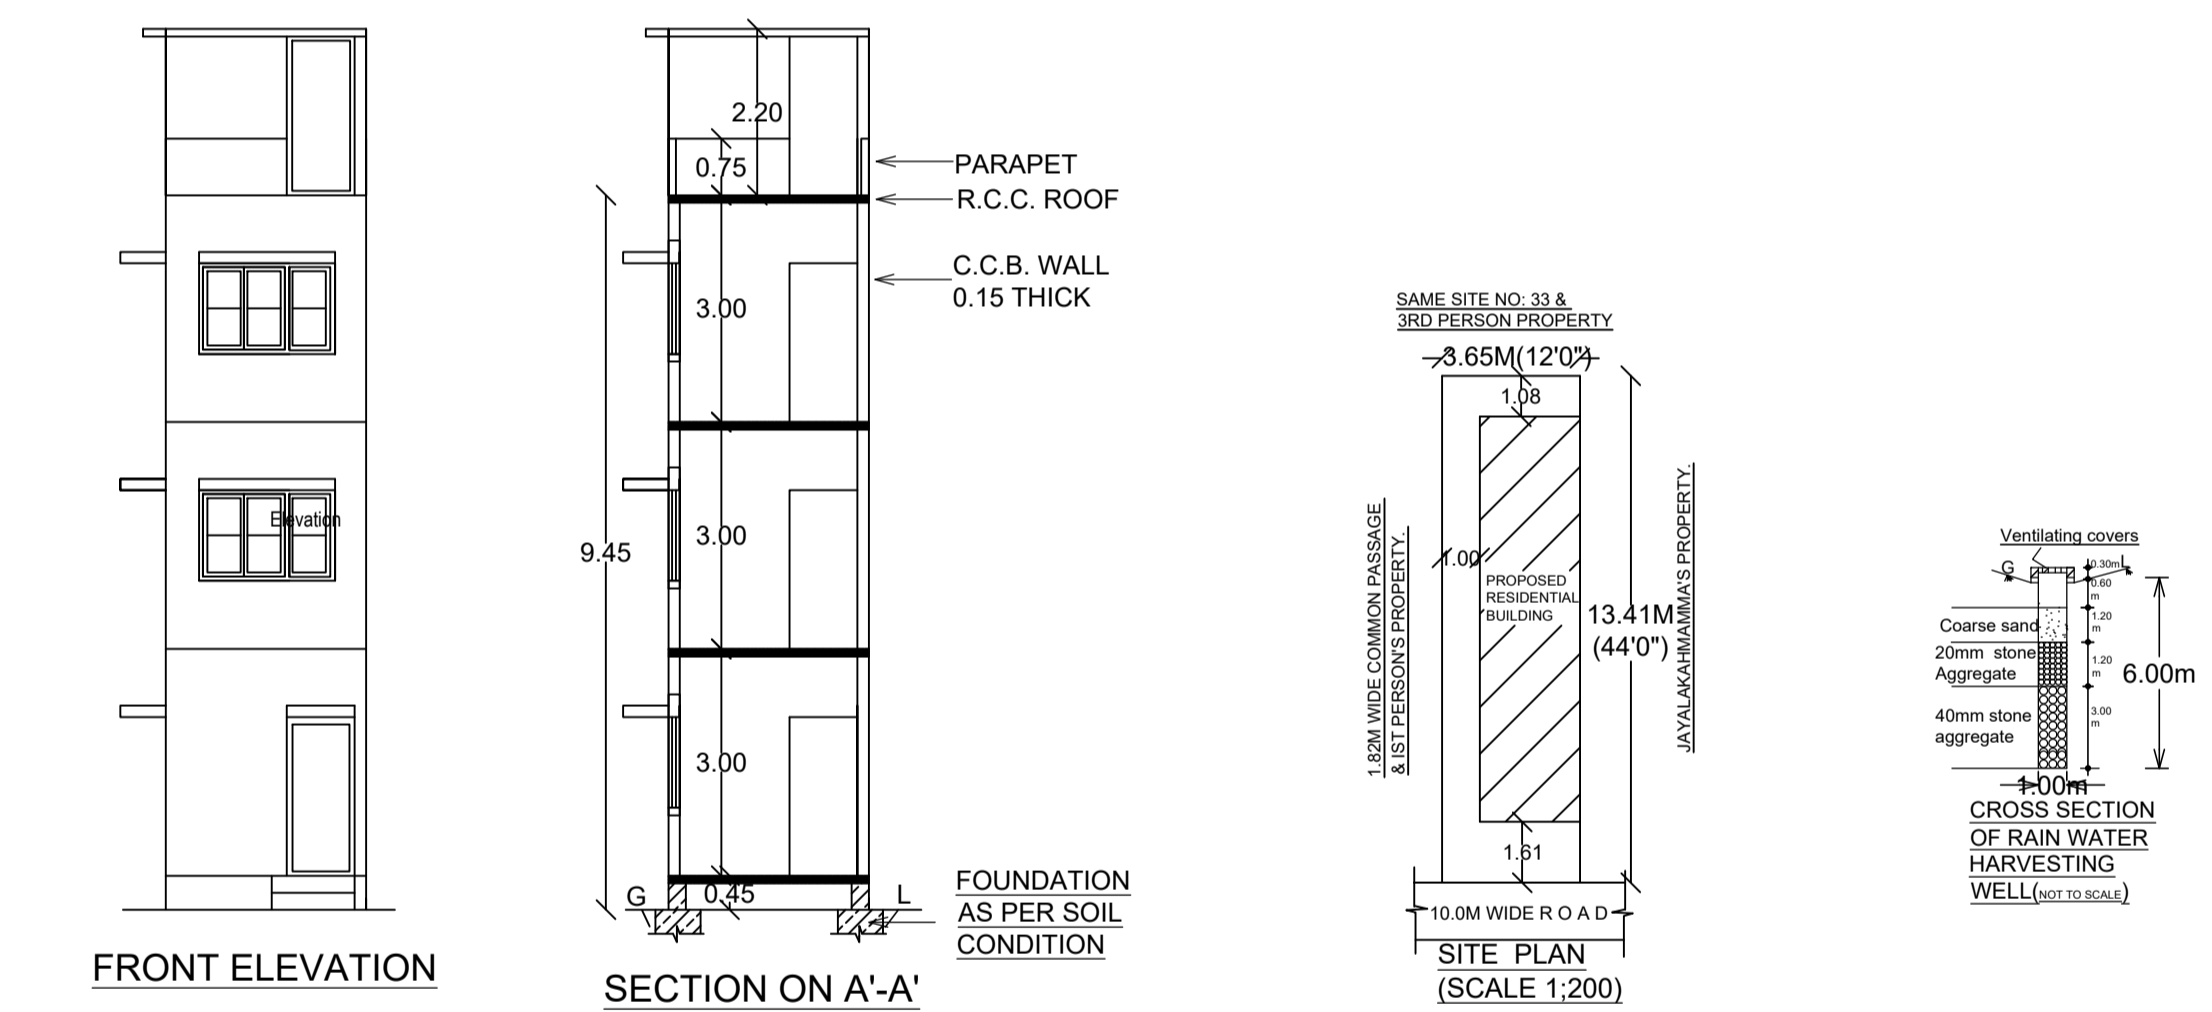 Elevation
FRONT ELEVATION
2.20
0.75
PARAPET
R.C.C. ROOF
C.C.B. WALL
0.15 THICK
3.00
3.00
9.45
3.00
G
0.45
L
FOUNDATION
AS PER SOIL
CONDITION
SECTION ON A'-A'
SAME SITE NO: 33 &
3RD PERSON PROPERTY
3.65M(12'0")
1.08
1.00
1.82M WIDE COMMON PASSAGE
& IST PERSON'S PROPERTY.
PROPOSED
RESIDENTIAL
BUILDING
13.41M
(44'0")
JAYALAKAHMAMMA'S PROPERTY.
1.61
10.0M WIDE R O A D
SITE PLAN
(SCALE 1;200)
Ventilating covers
G
0.30m
L
0.60
m
1.20
m
Coarse sand
20mm stone
Aggregate
1.20
m
6.00m
40mm stone
aggregate
3.00
m
1.00m
CROSS SECTION
OF RAIN WATER
HARVESTING
WELL(NOT TO SCALE)